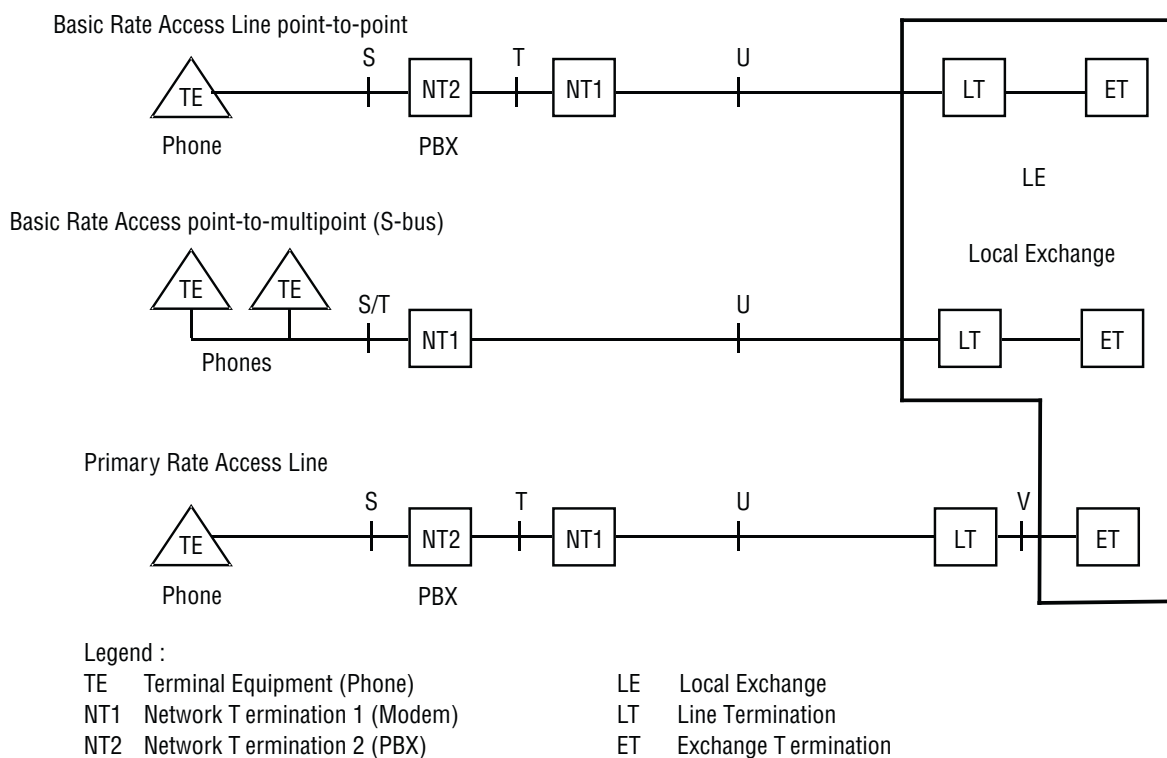 Basic Rate Access Line point-to-point
S T U
TE NT2 NT1 LT ET
Phone PBX
LE
Basic Rate Access point-to-multipoint (S-bus)
Local Exchange
TE TE
S/T U
NT1 LT ET
Phones
Primary Rate Access Line
S T U V
TE NT2 NT1 LT ET
Phone PBX
Legend :
TE Terminal Equipment (Phone) LE Local Exchange
NT1 Network T ermination 1 (Modem) LT Line Termination
NT2 Network T ermination 2 (PBX) ET Exchange T ermination